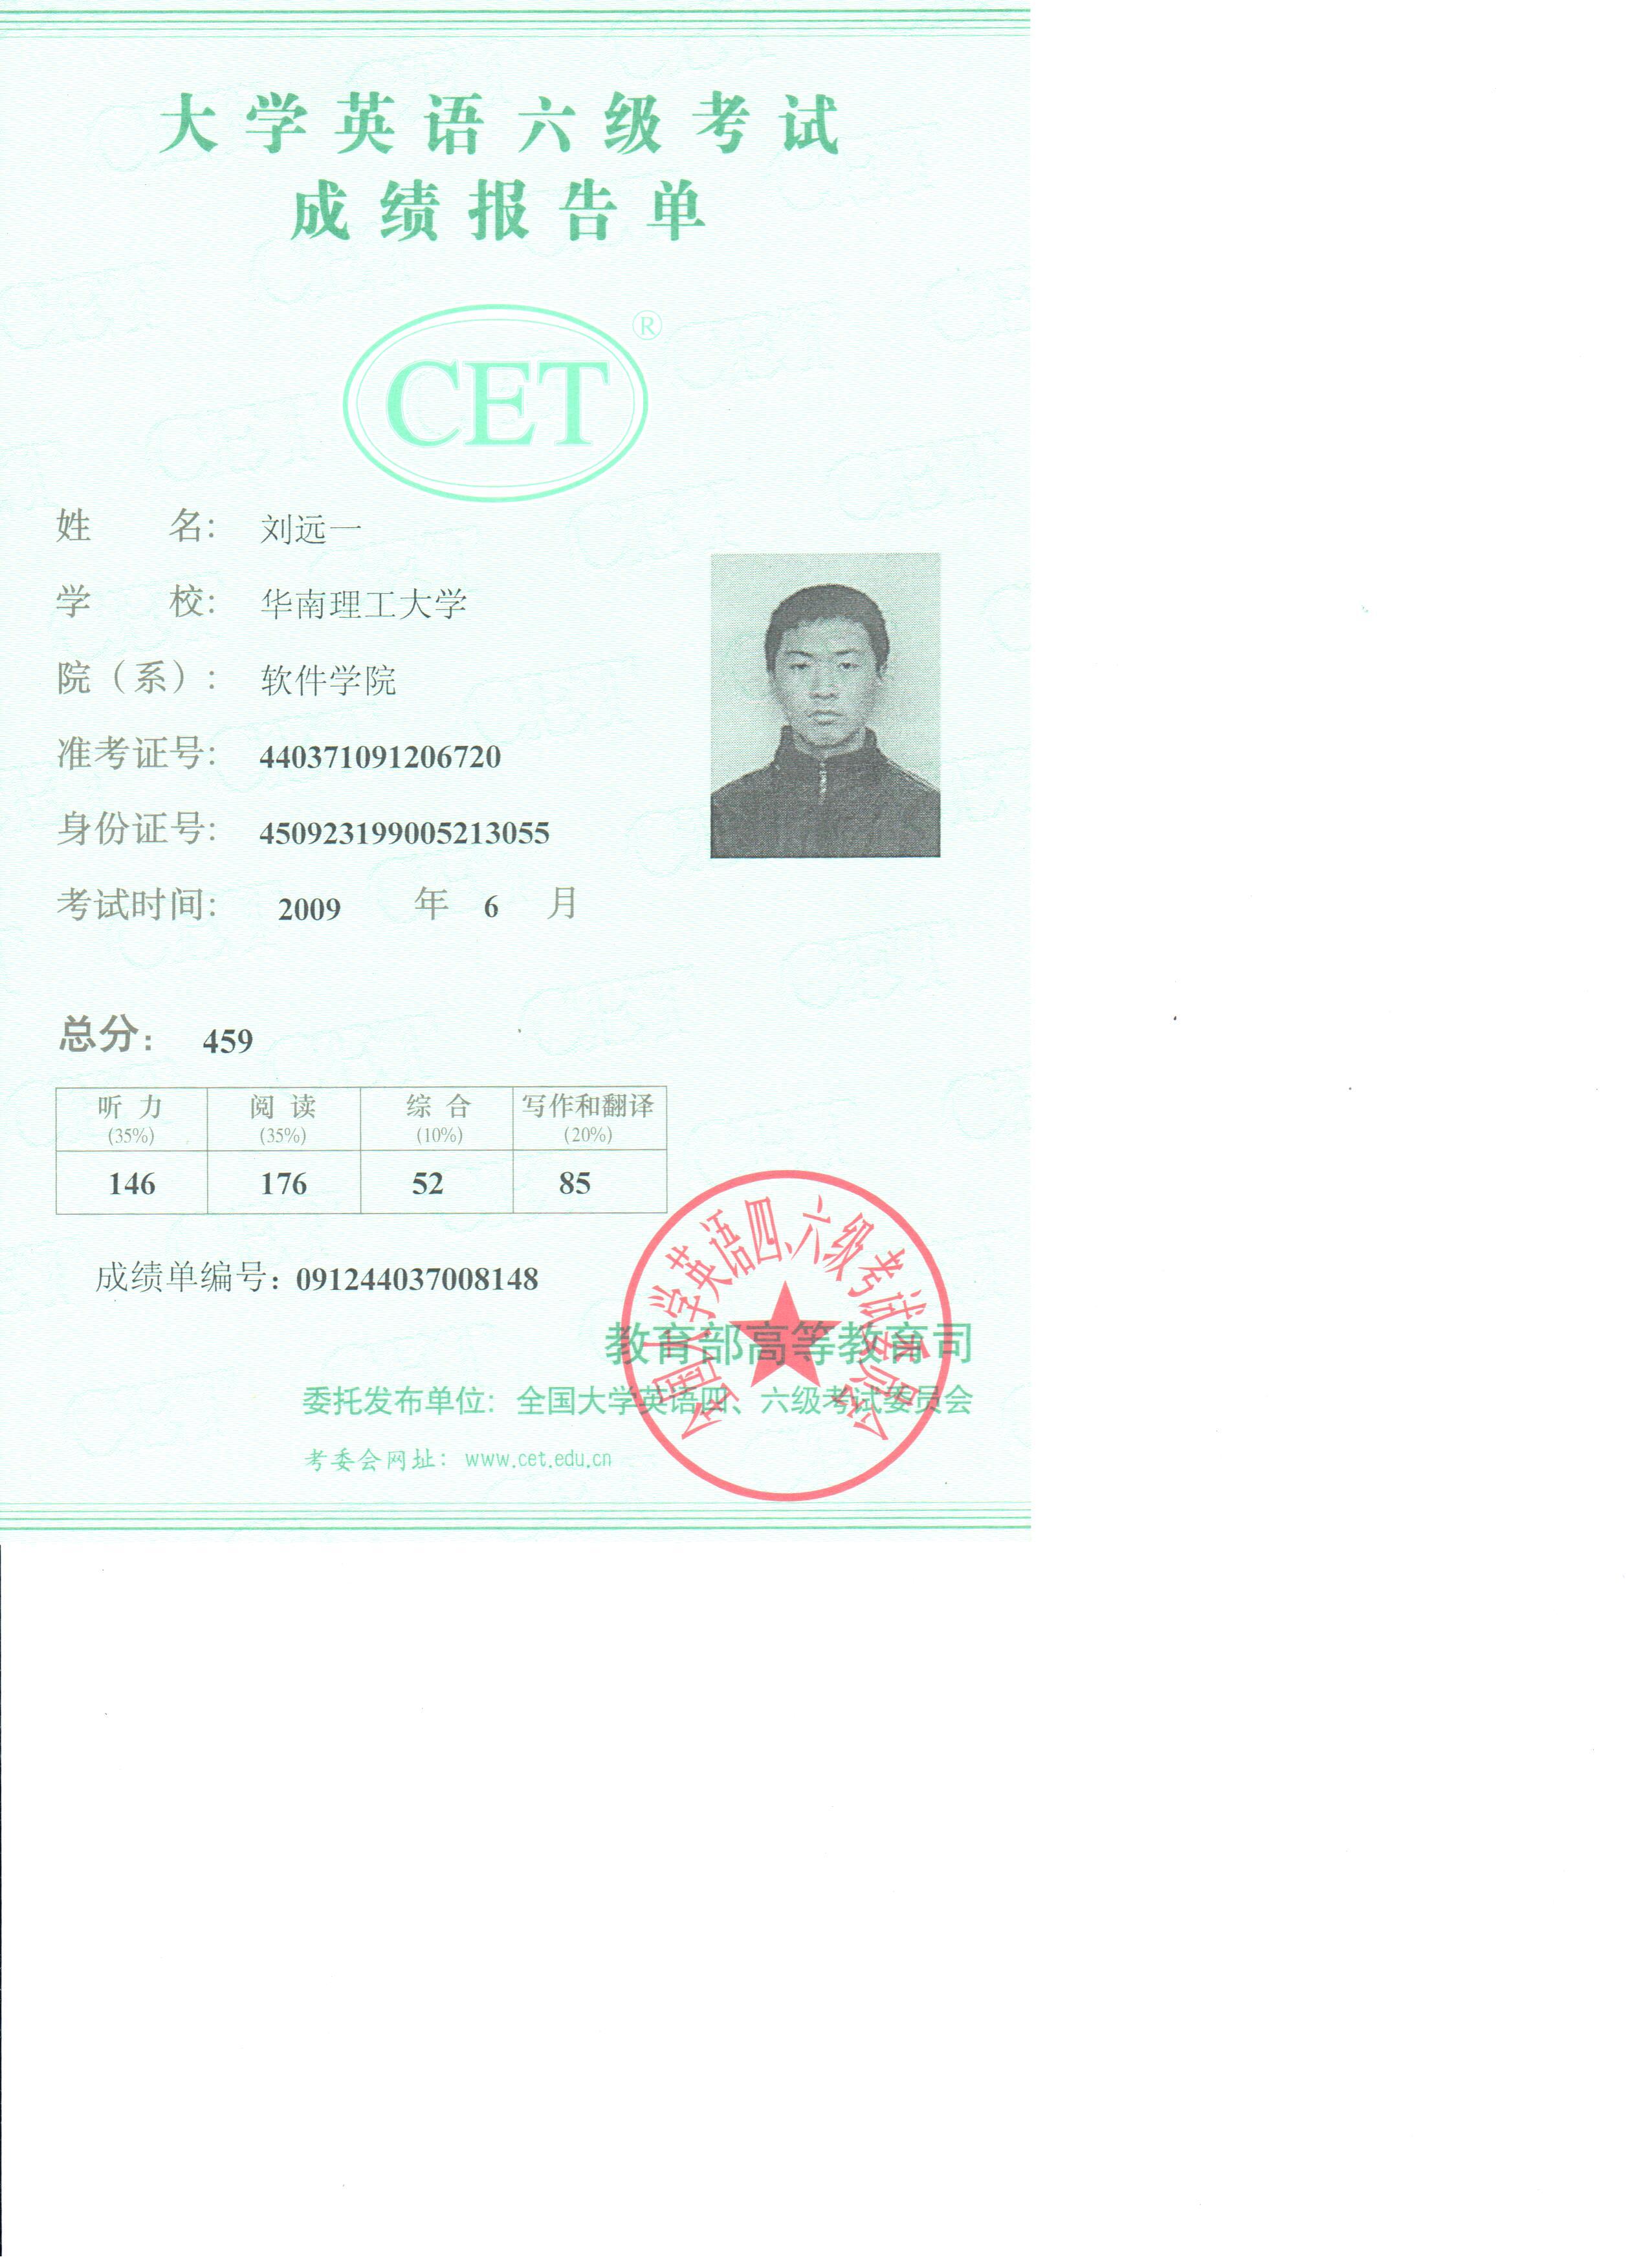 大学英语六级考试
成绩报告单
CET®
姓 名： 刘远一
学 校： 华南理工大学
院（系）： 软件学院
准考证号： 440371091206720
身份证号： 450923199005213055
考试时间： 2009 年 6 月
总分： 459
听力 阅读 综合 写作和翻译
(35%) (35%) (10%) (20%)
146 176 52 85
成绩单编号：091244037008148
教育部高等教育司
委托发布单位：全国大学英语四、六级考试委员会
考委会网址：www.cet.edu.cn
全国大学英语四、六级考试委员会